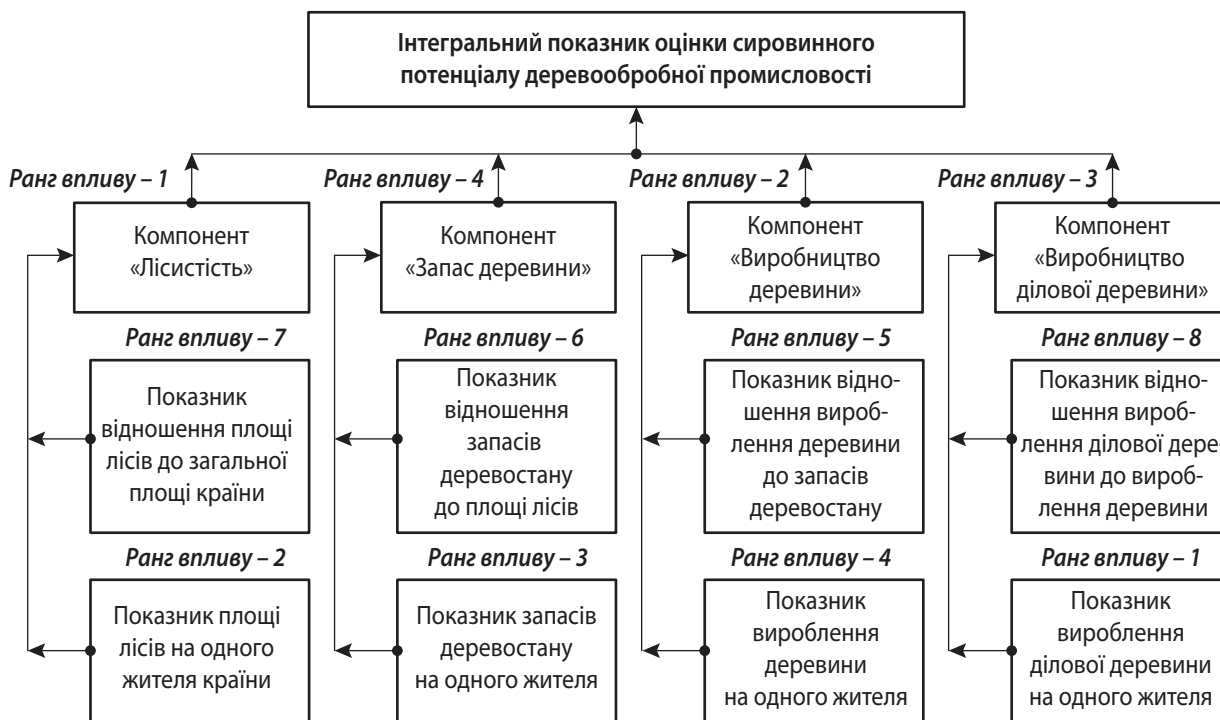 Інтегральний показник оцінки сировинного
потенціалу деревообробної промисловості
Ранг впливу – 1
Ранг впливу – 4
Ранг впливу – 2
Ранг впливу – 3
Компонент
«Лісистість»
Компонент
«Запас деревини»
Компонент
«Виробництво
деревини»
Компонент
«Виробництво
ділової деревини»
Ранг впливу – 7
Ранг впливу – 6
Ранг впливу – 5
Ранг впливу – 8
Показник
відношення площі
лісів до загальної
площі країни
Показник
відношення
запасів
деревостану
до площі лісів
Показник відно-
шення вироб-
лення деревини
до запасів
деревостану
Показник відно-
шення вироб-
лення ділової дере-
вини до вироб-
лення деревини
Ранг впливу – 2
Ранг впливу – 3
Ранг впливу – 4
Ранг впливу – 1
Показник площі
лісів на одного
жителя країни
Показник запасів
деревостану
на одного жителя
Показник
вироблення
деревини
на одного жителя
Показник
вироблення
ділової деревини
на одного жителя